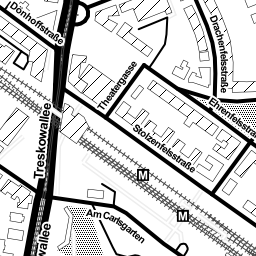 Dönhoffstraße
Drachenfelsstraße
Theatergasse
Ehrenfelsstraße
Stolzenfelsstraße
Treskowallee
M
M
Am Carlsgarten
wallee